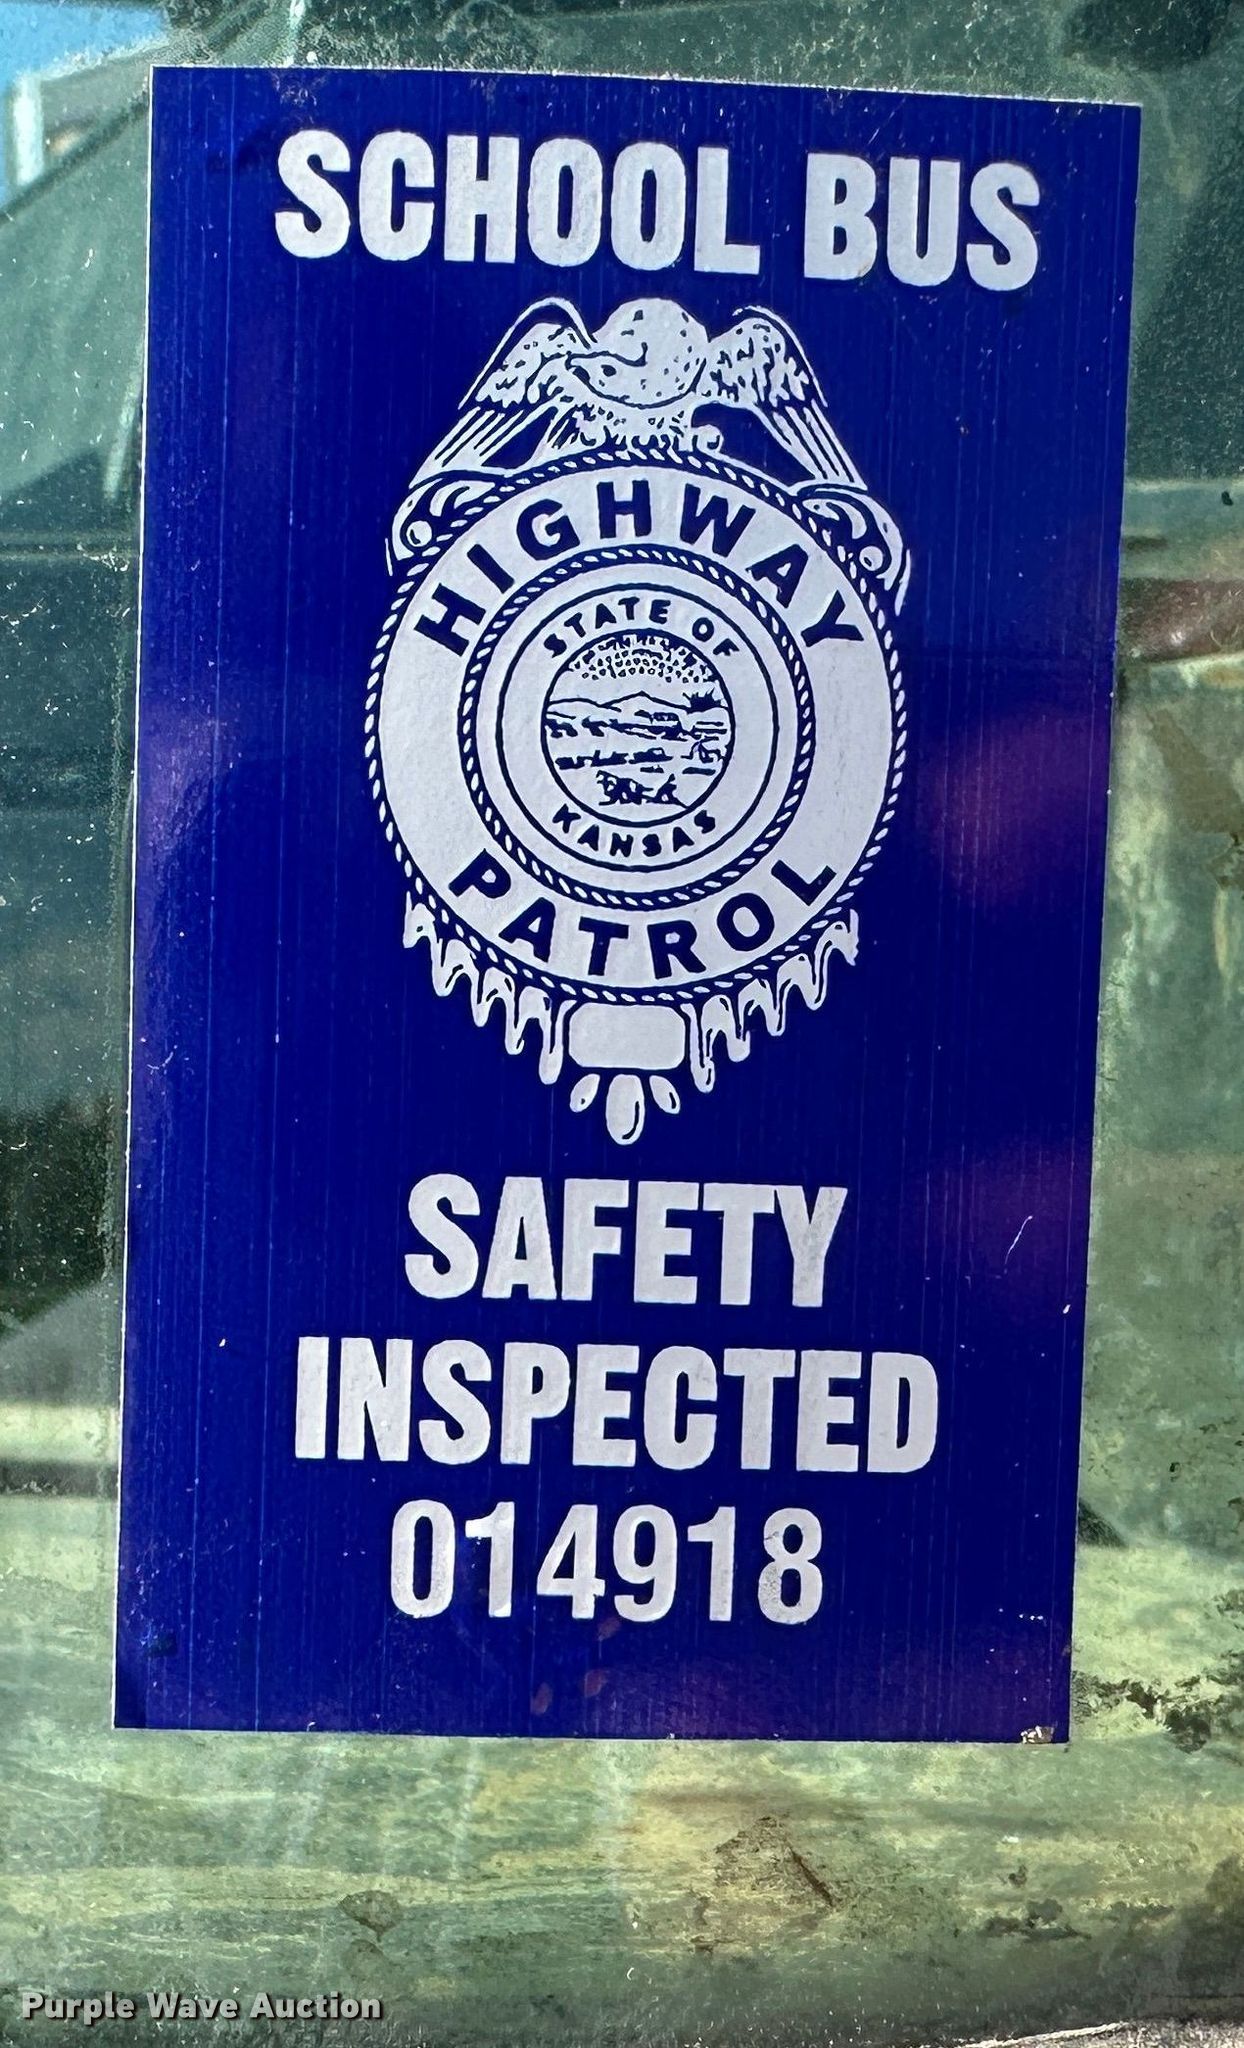 SCHOOL BUS
HIGHWAY
STATE OF
KANSAS
PATROL
SAFETY
INSPECTED
014918
Purple Wave Auction